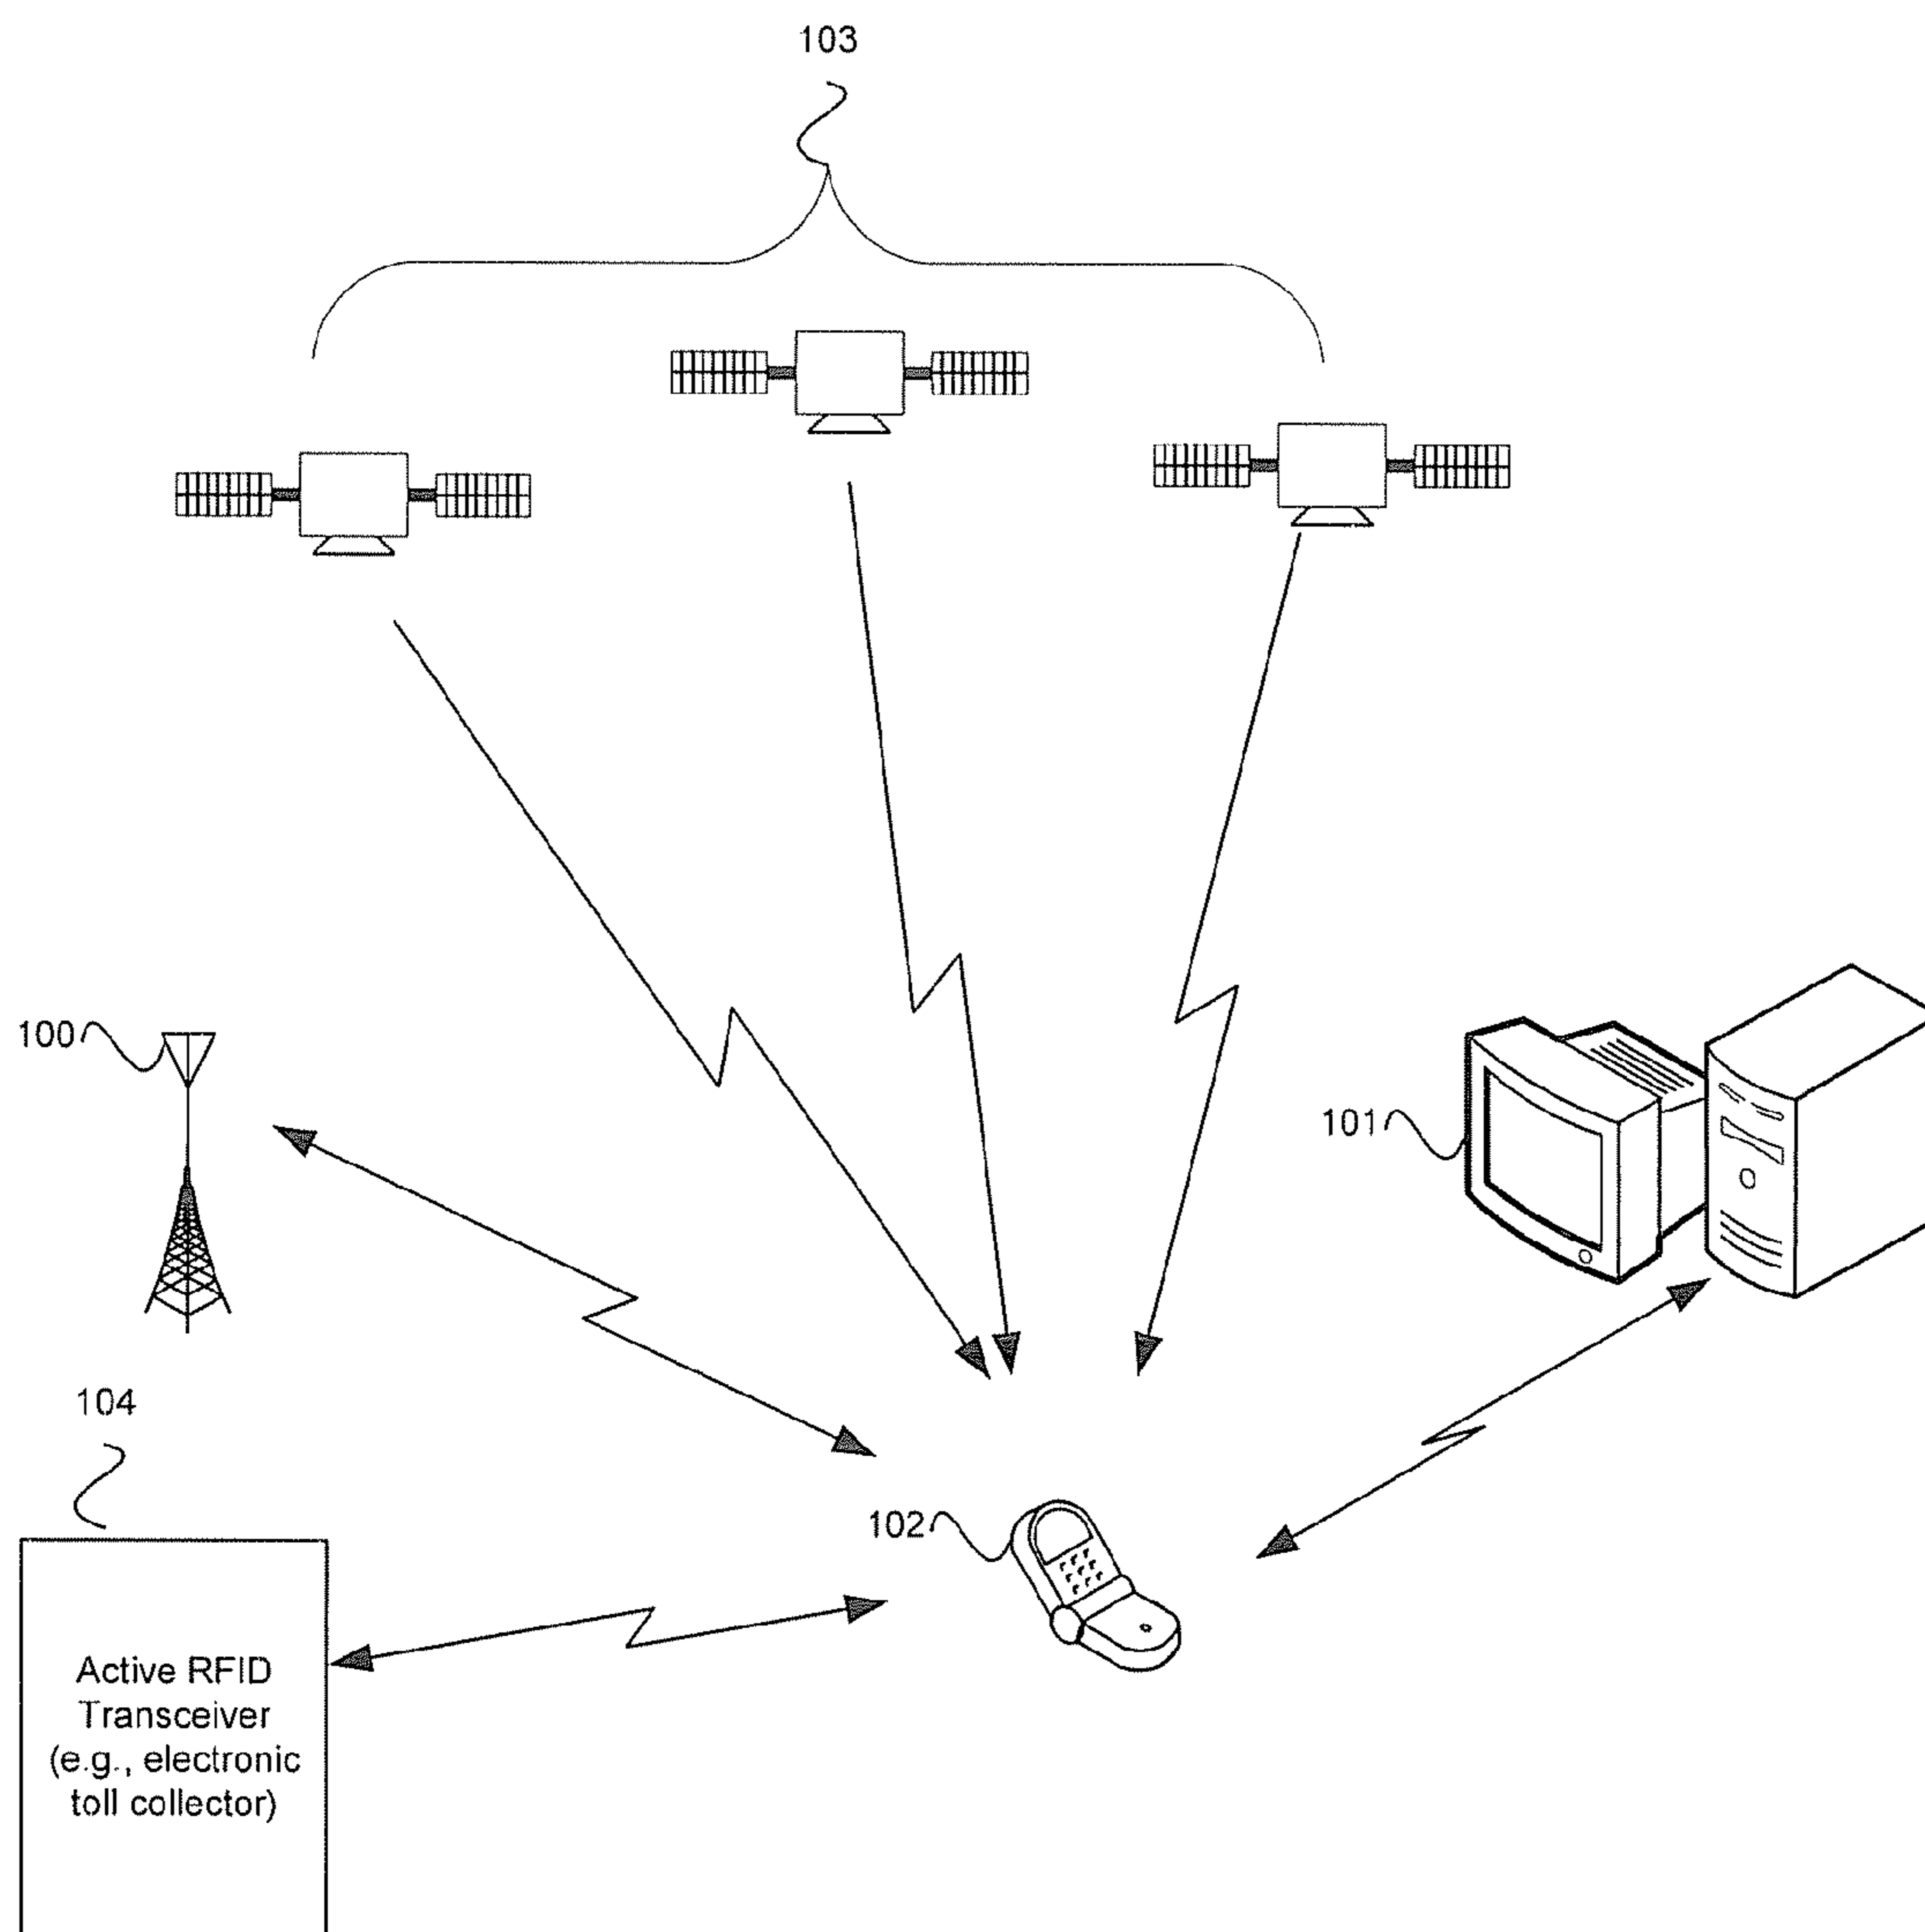 103
100
101
104
102
Active RFID
Transceiver
(e.g., electronic
toll collector)